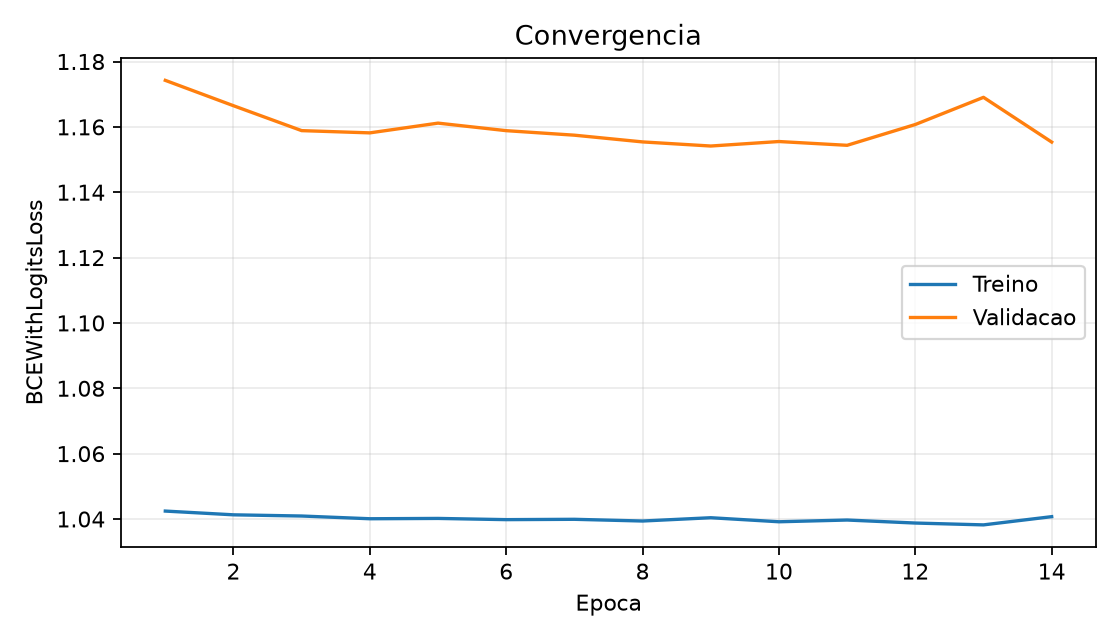 Convergencia
1.18
1.16
1.14
1.12
1.10
1.08
1.06
1.04
BCEWithLogitsLoss
Treino
Validacao
2 4 6 8 10 12 14
Epoca